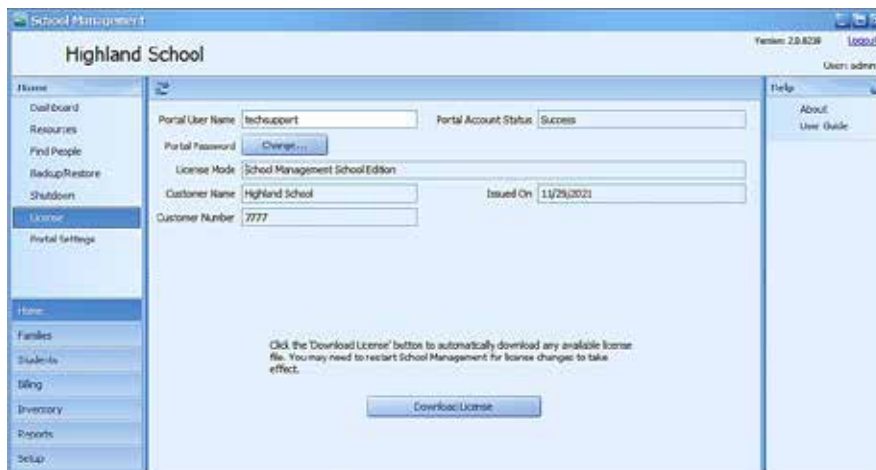 School Management
Highland School
Version: 2.0.8238 Logout
User: admin
Home
Dashboard
Resources
Find People
Backup/Restore
Shutdown
License
Portal Settings
Home
Families
Students
Billing
Inventory
Reports
Setup
Portal User Name techsupport Portal Account Status Success
Portal Password Change...
License Mode School Management School Edition
Customer Name Highland School Issued On 11/29/2021
Customer Number 7777
Click the 'Download License' button to automatically download any available license
file. You may need to restart School Management for license changes to take
effect.
Download License
Help
About
User Guide